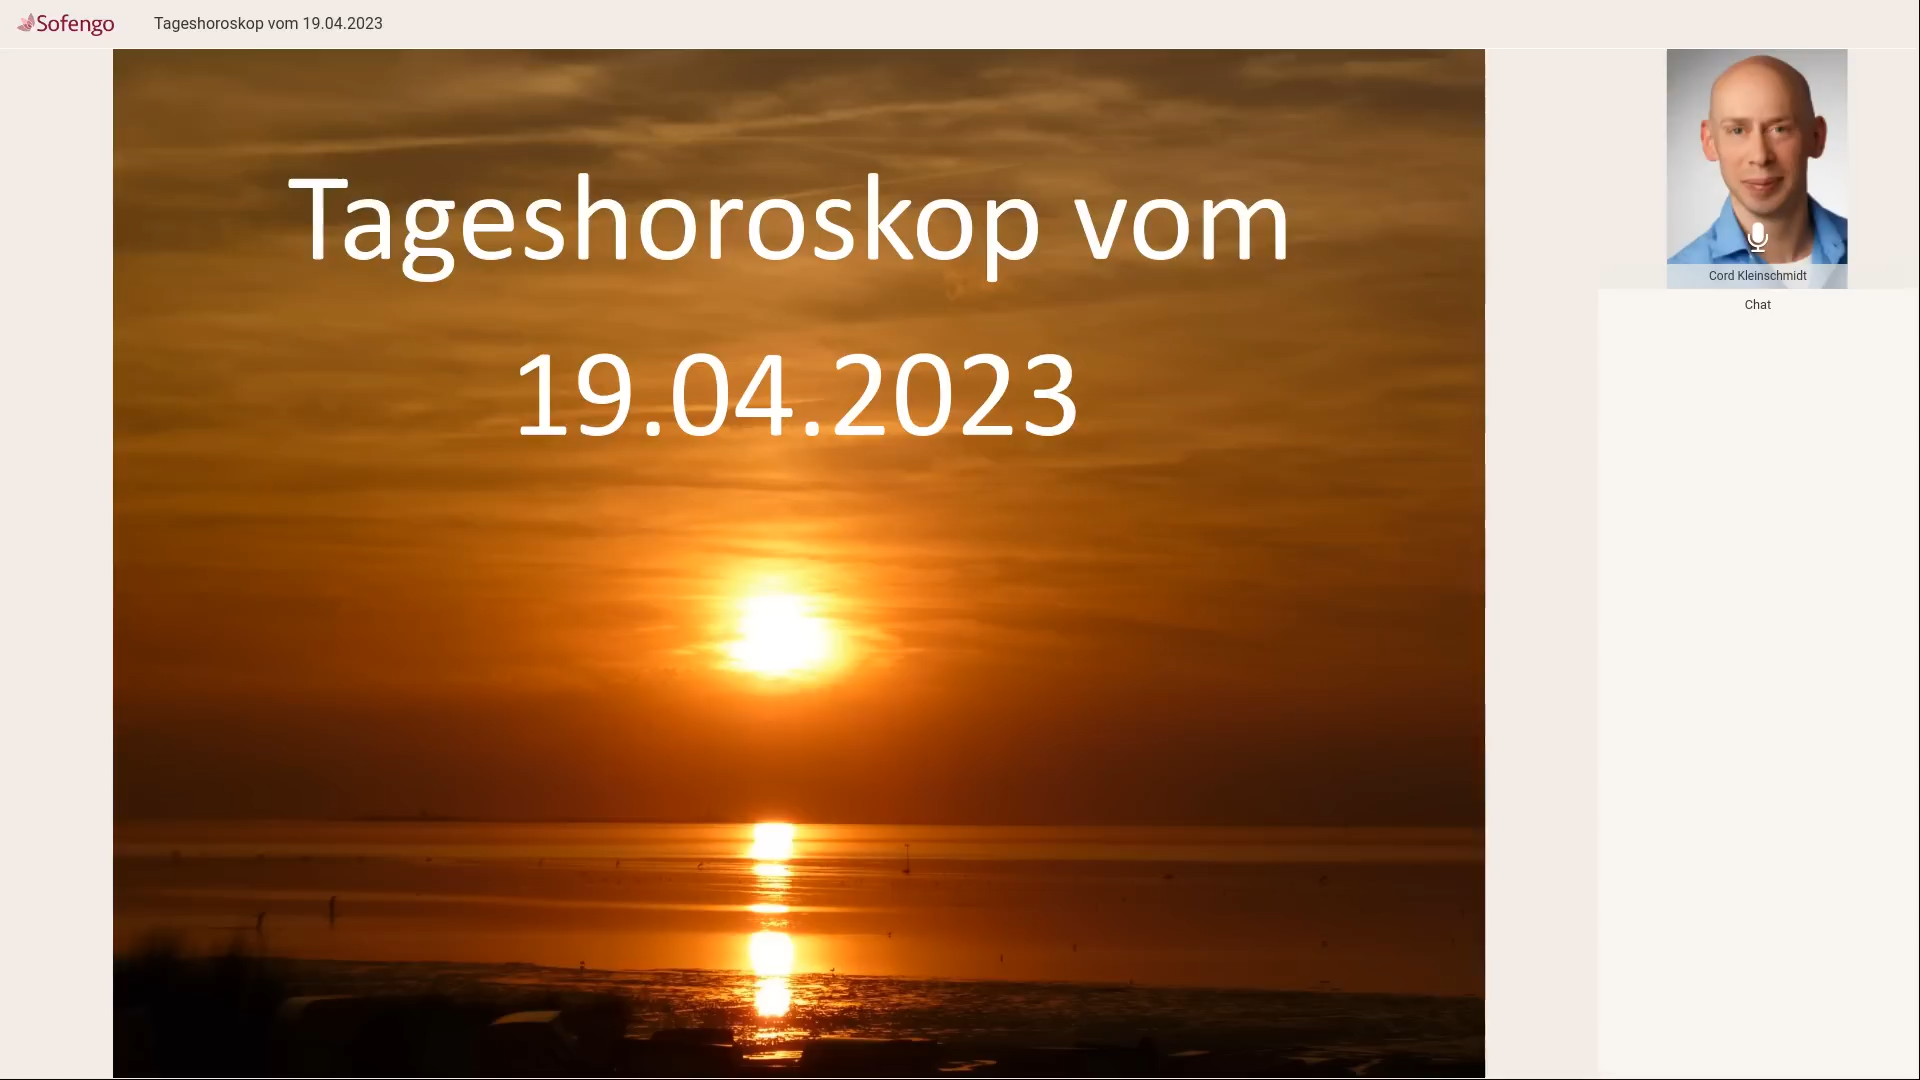 Sofengo
Tageshoroskop vom 19.04.2023
Tageshoroskop vom
19.04.2023
Cord Kleinschmidt
Chat